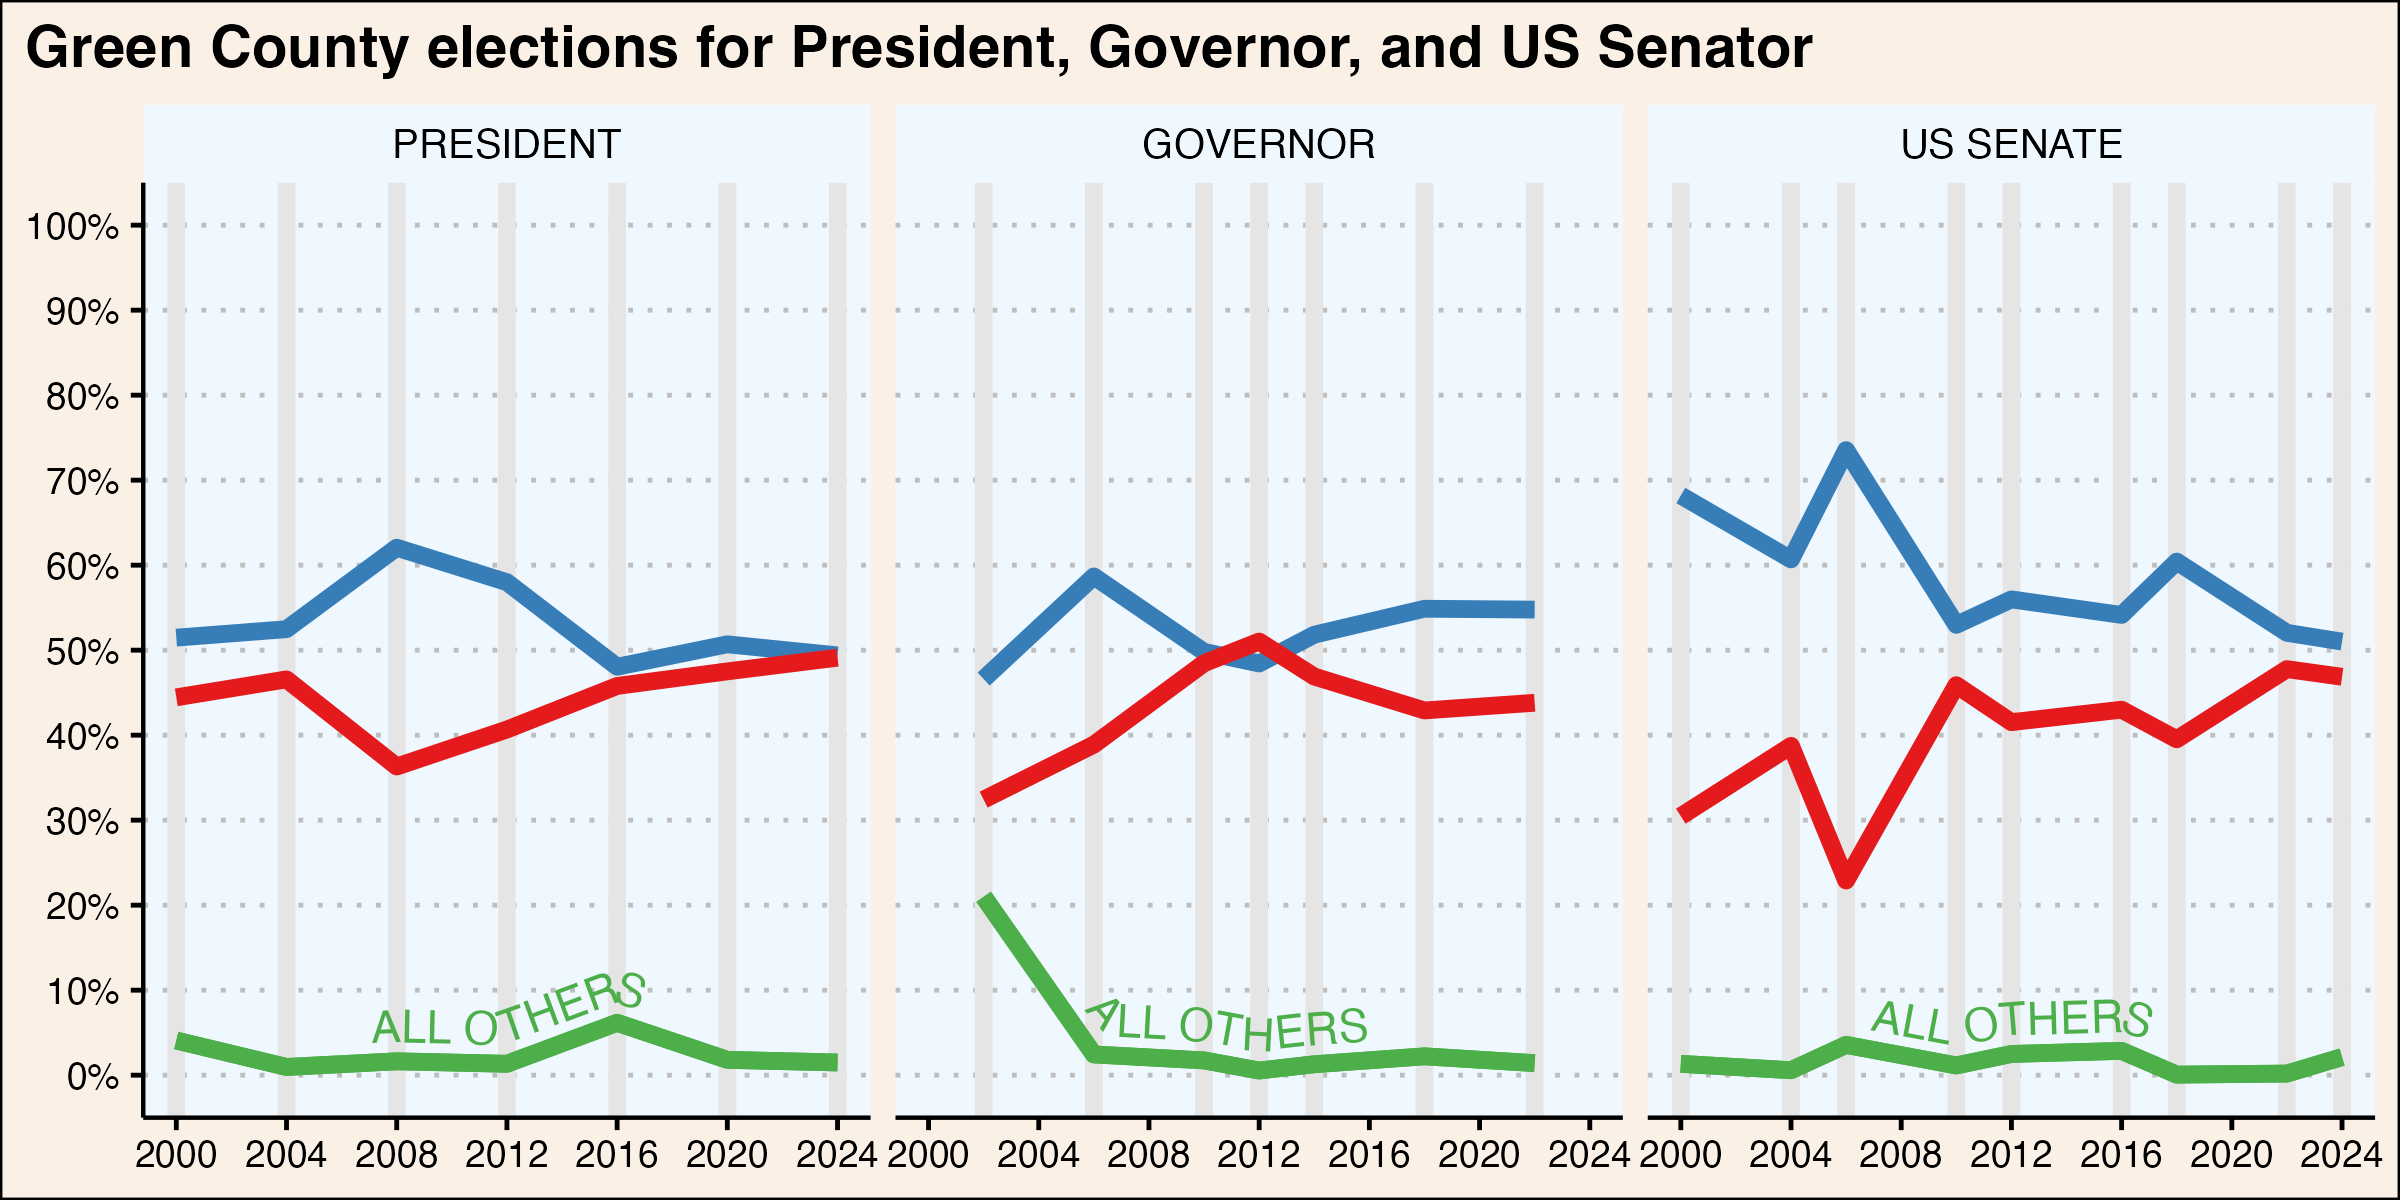 Green County elections for President, Governor, and US Senator
PRESIDENT GOVERNOR US SENATE
100%
90%
80%
70%
60%
50%
40%
30%
20%
10%
0%
ALL OTHERS ALL OTHERS ALL OTHERS
2000 2004 2008 2012 2016 2020 2024 2000 2004 2008 2012 2016 2020 2024 2000 2004 2008 2012 2016 2020 2024